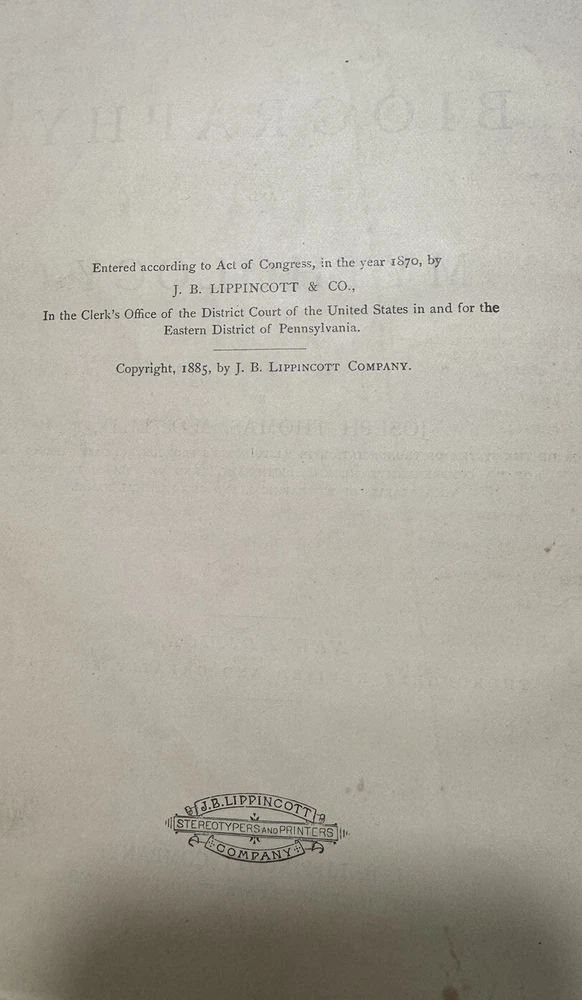 Entered according to Act of Congress, in the year 1870, by
J. B. LIPPINCOTT & CO.,
In the Clerk's Office of the District Court of the United States in and for the
Eastern District of Pennsylvania.
Copyright, 1885, by J. B. LIPPINCOTT COMPANY.
J.B. LIPPINCOTT
STEREOTYPERS AND PRINTERS
COMPANY